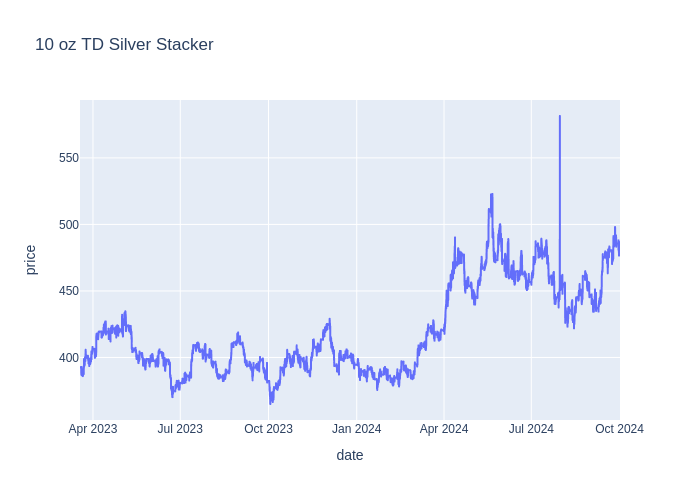 10 oz TD Silver Stacker
550
500
450
400
price
Apr 2023
Jul 2023
Oct 2023
Jan 2024
Apr 2024
Jul 2024
Oct 2024
date